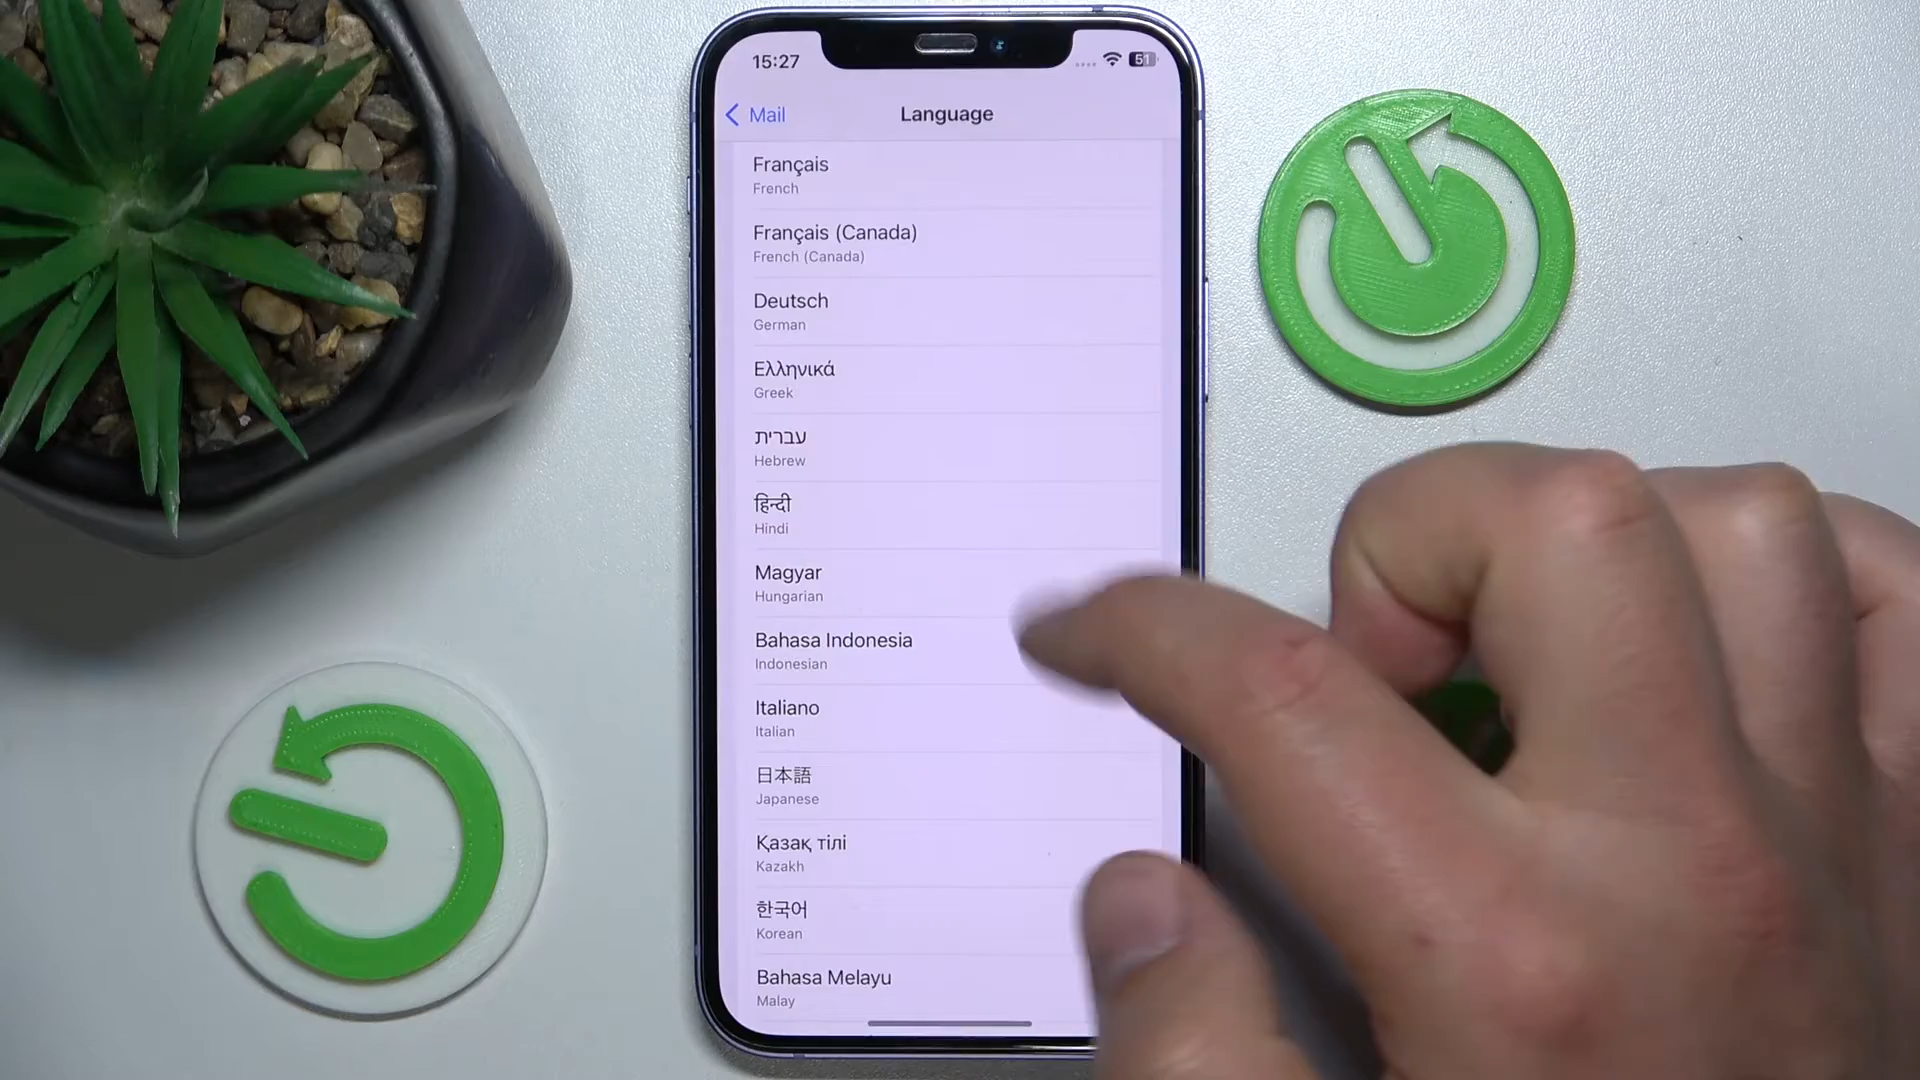 15:27
51
Mail
Language
Français
French
Français (Canada)
French (Canada)
Deutsch
German
Ελληνικά
Greek
עברית
Hebrew
हिन्दी
Hindi
Magyar
Hungarian
Bahasa Indonesia
Indonesian
Italiano
Italian
日本語
Japanese
Қазақ тілі
Kazakh
한국어
Korean
Bahasa Melayu
Malay